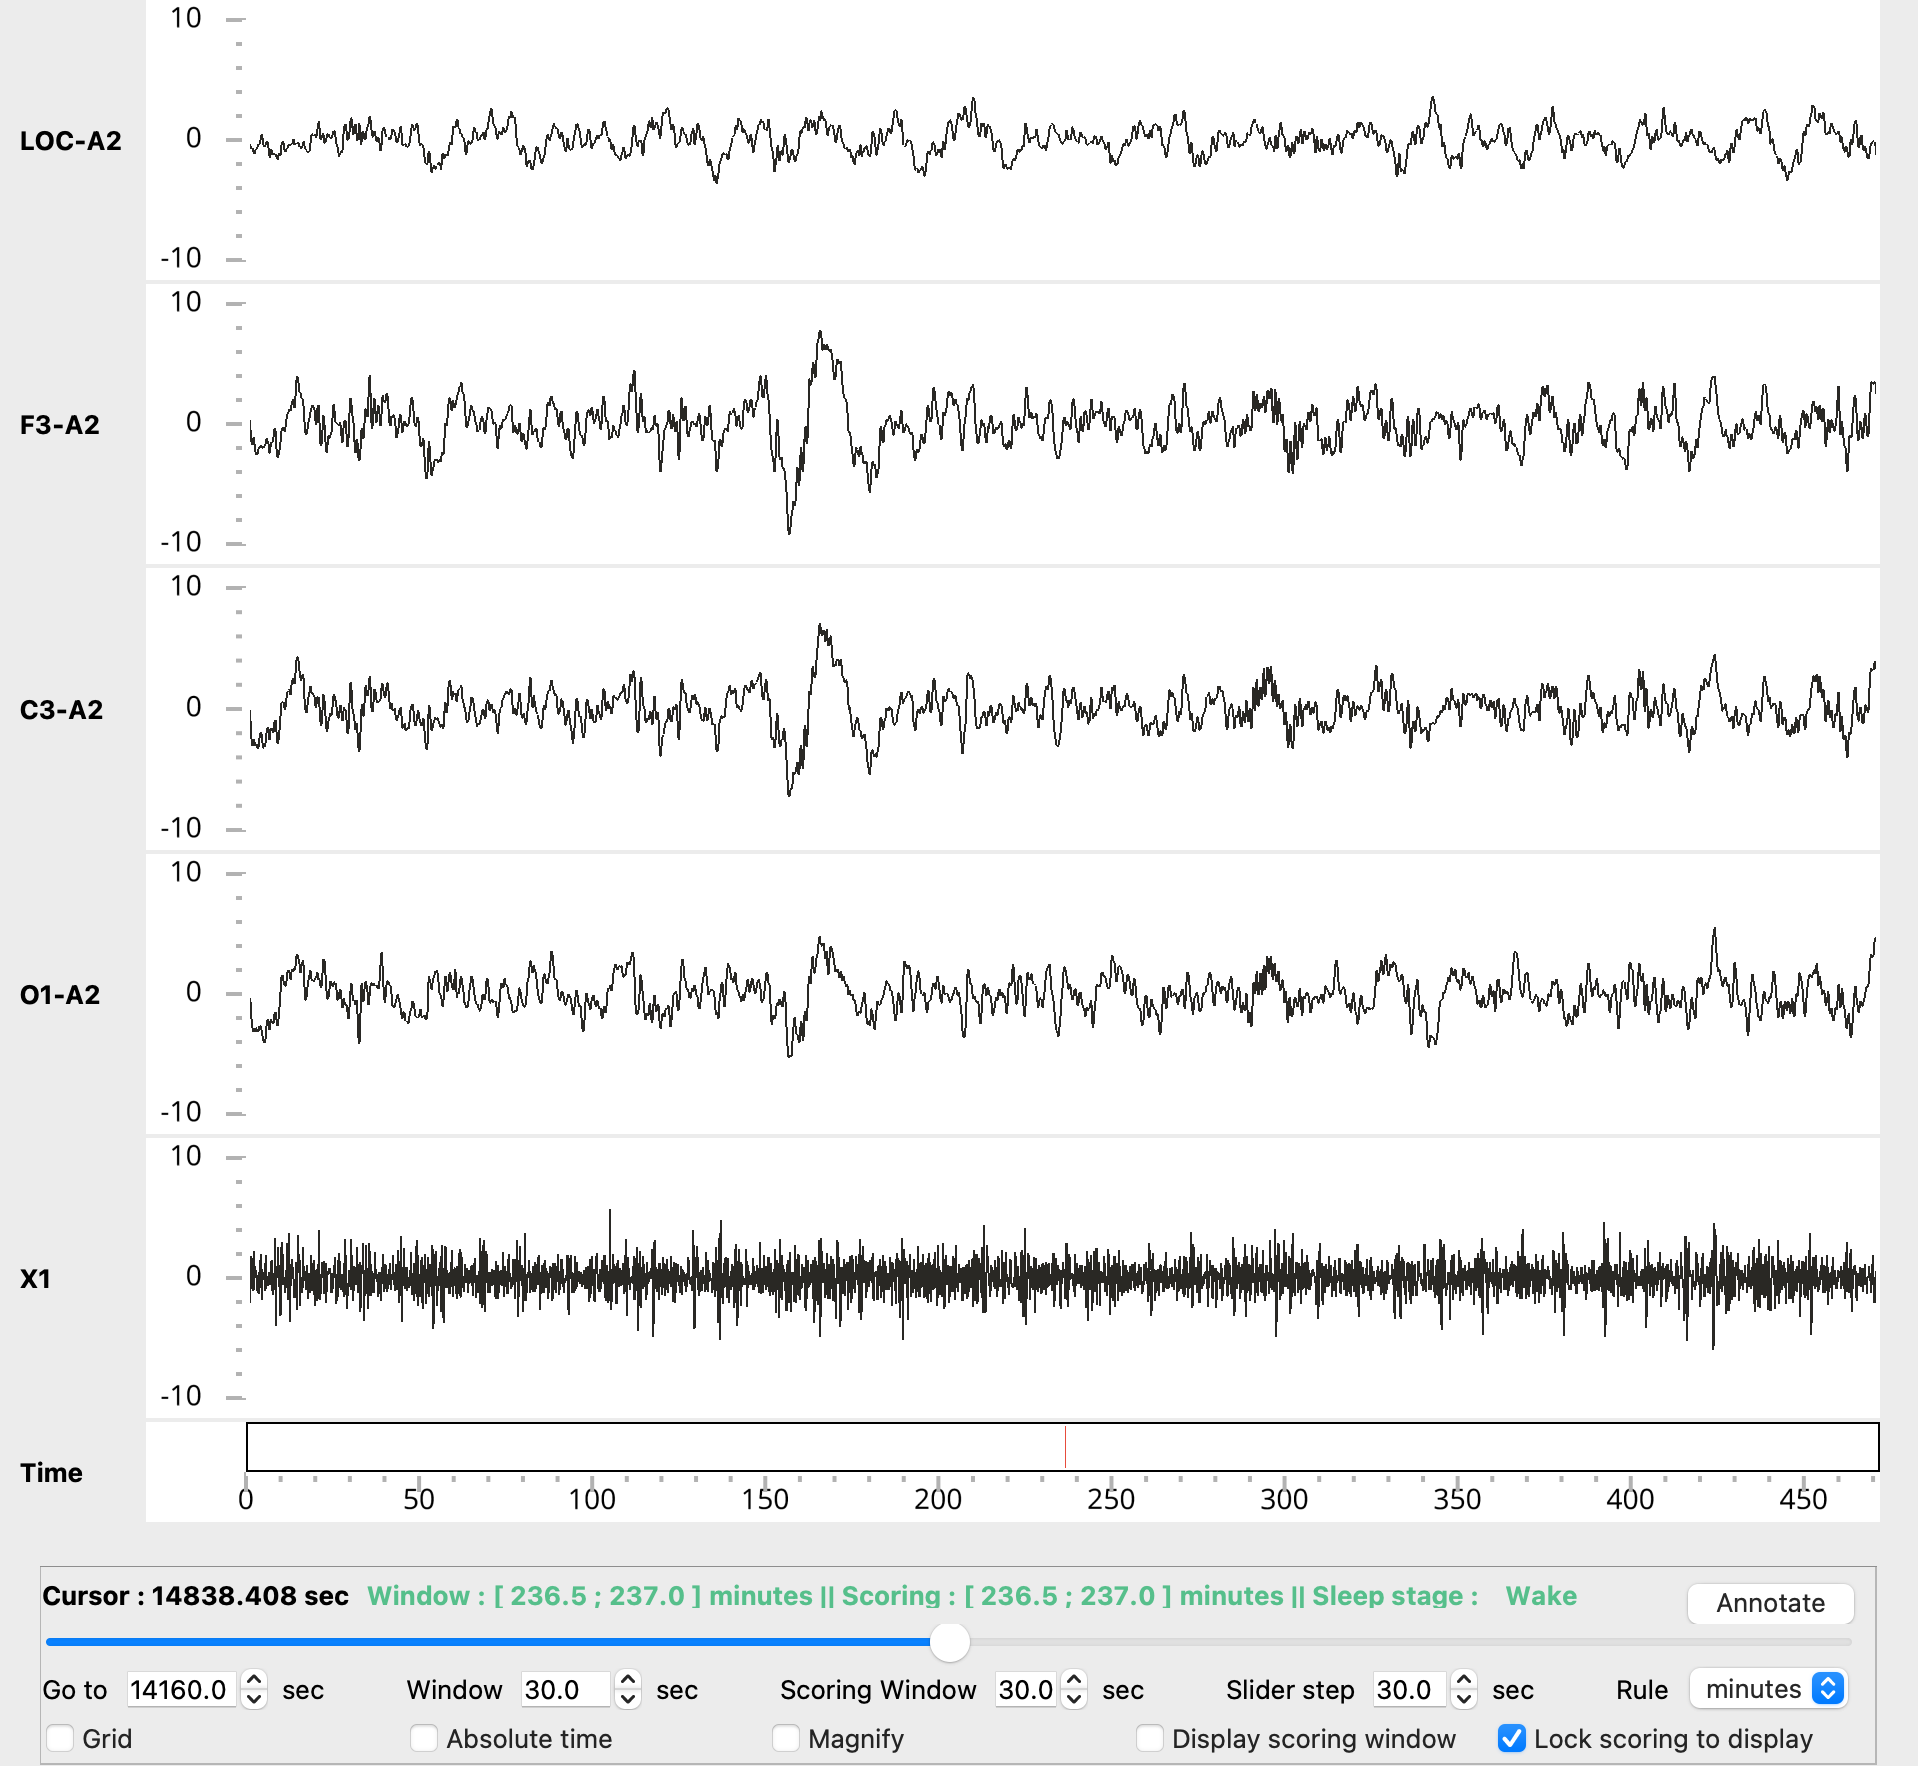 10
LOC-A2 0
-10
10
F3-A2 0
-10
10
C3-A2 0
-10
10
O1-A2 0
-10
10
X1 0
-10
Time
0 50 100 150 200 250 300 350 400 450
Cursor : 14838.408 sec Window : [ 236.5 ; 237.0 ] minutes || Scoring : [ 236.5 ; 237.0 ] minutes || Sleep stage : Wake Annotate
Go to 14160.0 sec Window 30.0 sec Scoring Window 30.0 sec Slider step 30.0 sec Rule minutes
Grid Absolute time Magnify Display scoring window Lock scoring to display